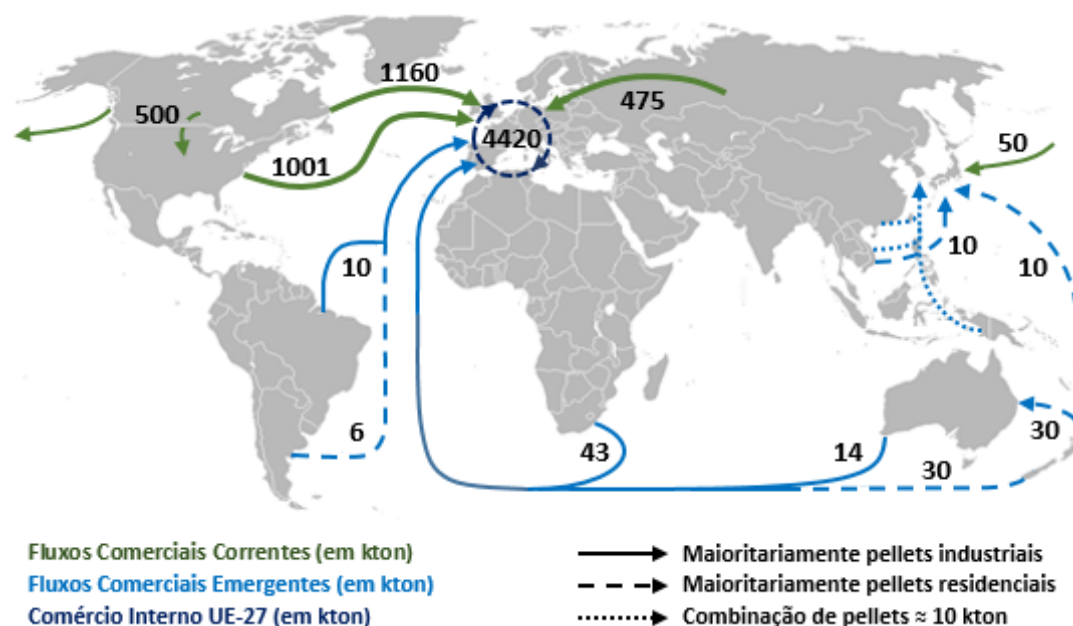 1160
500
475
4420
50
1001
10
10
10
6
43
14
30
30
Fluxos Comerciais Correntes (em kton)
Maioritariamente pellets industriais
Fluxos Comerciais Emergentes (em kton)
Maioritariamente pellets residenciais
Comércio Interno UE-27 (em kton)
Combinação de pellets ≈ 10 kton